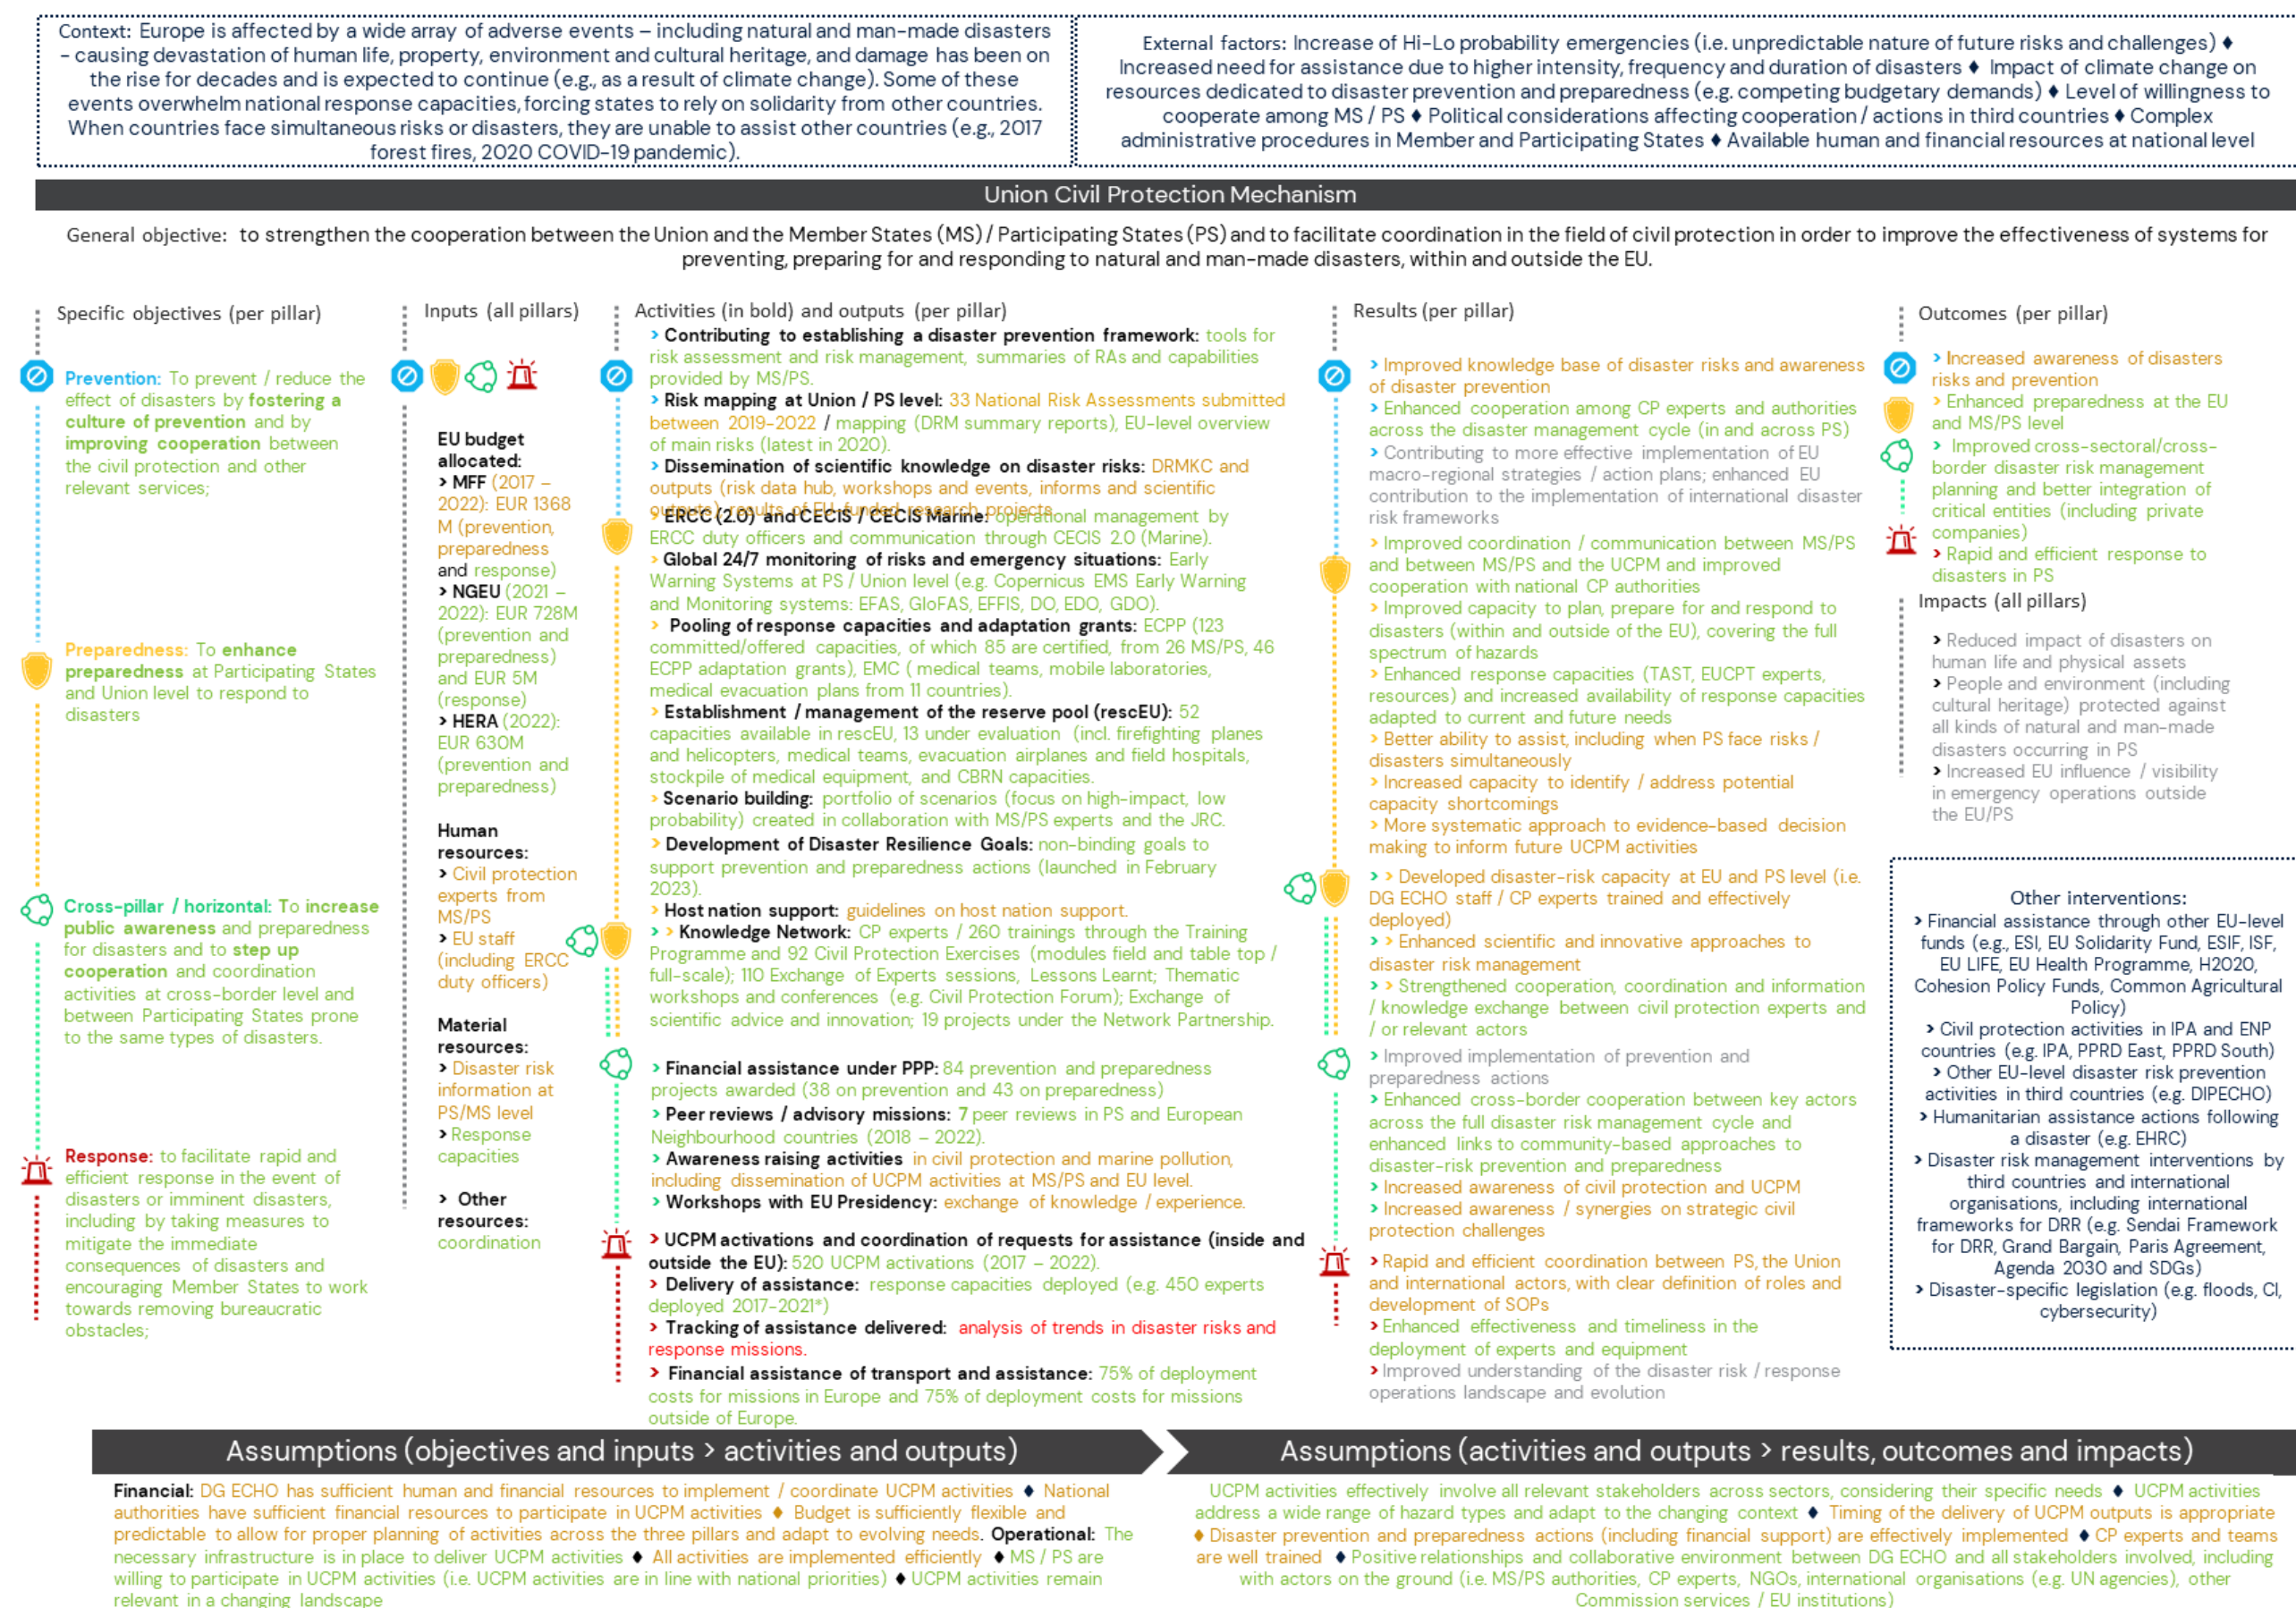 Context: Europe is affected by a wide array of adverse events – including natural and man-made disasters
– causing devastation of human life, property, environment and cultural heritage, and damage has been on
the rise for decades and is expected to continue (e.g., as a result of climate change). Some of these
events overwhelm national response capacities, forcing states to rely on solidarity from other countries.
When countries face simultaneous risks or disasters, they are unable to assist other countries (e.g., 2017
forest fires, 2020 COVID-19 pandemic).
External factors: Increase of Hi-Lo probability emergencies (i.e. unpredictable nature of future risks and challenges) ♦
Increased need for assistance due to higher intensity, frequency and duration of disasters ♦ Impact of climate change on
resources dedicated to disaster prevention and preparedness (e.g. competing budgetary demands) ♦ Level of willingness to
cooperate among MS / PS ♦ Political considerations affecting cooperation / actions in third countries ♦ Complex
administrative procedures in Member and Participating States ♦ Available human and financial resources at national level
Union Civil Protection Mechanism
General objective: to strengthen the cooperation between the Union and the Member States (MS) / Participating States (PS) and to facilitate coordination in the field of civil protection in order to improve the effectiveness of systems for
preventing, preparing for and responding to natural and man-made disasters, within and outside the EU.
Specific objectives (per pillar)
Prevention: To prevent / reduce the
effect of disasters by fostering a
culture of prevention and by
improving cooperation between
the civil protection and other
relevant services;
Preparedness: To enhance
preparedness at Participating States
and Union level to respond to
disasters
Cross-pillar / horizontal: To increase
public awareness and preparedness
for disasters and to step up
cooperation and coordination
activities at cross-border level and
between Participating States prone
to the same types of disasters.
Response: to facilitate rapid and
efficient response in the event of
disasters or imminent disasters,
including by taking measures to
mitigate the immediate
consequences of disasters and
encouraging Member States to work
towards removing bureaucratic
obstacles;
Inputs (all pillars)
EU budget
allocated:
> MFF (2017 –
2022): EUR 1368
M (prevention,
preparedness
and response)
> NGEU (2021 –
2022): EUR 728M
(prevention and
preparedness)
and EUR 5M
(response)
> HERA (2022):
EUR 630M
(prevention and
preparedness)
Human
resources:
> Civil protection
experts from
MS/PS
> EU staff
(including ERCC
duty officers)
Material
resources:
> Disaster risk
information at
PS/MS level
> Response
capacities
> Other
resources:
coordination
Activities (in bold) and outputs (per pillar)
> Contributing to establishing a disaster prevention framework: tools for
risk assessment and risk management, summaries of RAs and capabilities
provided by MS/PS.
> Risk mapping at Union / PS level: 33 National Risk Assessments submitted
between 2019-2022 / mapping (DRM summary reports), EU-level overview
of main risks (latest in 2020).
> Dissemination of scientific knowledge on disaster risks: DRMKC and
outputs (risk data hub, workshops and events, informs and scientific
outputs), results of EU-funded research projects
> ERCC (2.0) and CECIS / CECIS Marine: operational management by
ERCC duty officers and communication through CECIS 2.0 (Marine).
> Global 24/7 monitoring of risks and emergency situations: Early
Warning Systems at PS / Union level (e.g. Copernicus EMS Early Warning
and Monitoring systems: EFAS, GloFAS, EFFIS, DO, EDO, GDO).
> Pooling of response capacities and adaptation grants: ECPP (123
committed/offered capacities, of which 85 are certified, from 26 MS/PS, 46
ECPP adaptation grants), EMC ( medical teams, mobile laboratories,
medical evacuation plans from 11 countries).
> Establishment / management of the reserve pool (rescEU): 52
capacities available in rescEU, 13 under evaluation (incl. firefighting planes
and helicopters, medical teams, evacuation airplanes and field hospitals,
stockpile of medical equipment, and CBRN capacities.
> Scenario building: portfolio of scenarios (focus on high-impact, low
probability) created in collaboration with MS/PS experts and the JRC.
> Development of Disaster Resilience Goals: non-binding goals to
support prevention and preparedness actions (launched in February
2023).
> Host nation support: guidelines on host nation support.
> > Knowledge Network: CP experts / 260 trainings through the Training
Programme and 92 Civil Protection Exercises (modules field and table top /
full-scale); 110 Exchange of Experts sessions, Lessons Learnt; Thematic
workshops and conferences (e.g. Civil Protection Forum); Exchange of
scientific advice and innovation; 19 projects under the Network Partnership.
> Financial assistance under PPP: 84 prevention and preparedness
projects awarded (38 on prevention and 43 on preparedness)
> Peer reviews / advisory missions: 7 peer reviews in PS and European
Neighbourhood countries (2018 – 2022).
> Awareness raising activities in civil protection and marine pollution,
including dissemination of UCPM activities at MS/PS and EU level.
> Workshops with EU Presidency: exchange of knowledge / experience.
> UCPM activations and coordination of requests for assistance (inside and
outside the EU): 520 UCPM activations (2017 – 2022).
> Delivery of assistance: response capacities deployed (e.g. 450 experts
deployed 2017-2021*)
> Tracking of assistance delivered: analysis of trends in disaster risks and
response missions.
> Financial assistance of transport and assistance: 75% of deployment
costs for missions in Europe and 75% of deployment costs for missions
outside of Europe.
Results (per pillar)
> Improved knowledge base of disaster risks and awareness
of disaster prevention
> Enhanced cooperation among CP experts and authorities
across the disaster management cycle (in and across PS)
> Contributing to more effective implementation of EU
macro-regional strategies / action plans; enhanced EU
contribution to the implementation of international disaster
risk frameworks
> Improved coordination / communication between MS/PS
and between MS/PS and the UCPM and improved
cooperation with national CP authorities
> Improved capacity to plan, prepare for and respond to
disasters (within and outside of the EU), covering the full
spectrum of hazards
> Enhanced response capacities (TAST, EUCPT experts,
resources) and increased availability of response capacities
adapted to current and future needs
> Better ability to assist, including when PS face risks /
disasters simultaneously
> Increased capacity to identify / address potential
capacity shortcomings
> More systematic approach to evidence-based decision
making to inform future UCPM activities
> > Developed disaster-risk capacity at EU and PS level (i.e.
DG ECHO staff / CP experts trained and effectively
deployed)
> > Enhanced scientific and innovative approaches to
disaster risk management
> > Strengthened cooperation, coordination and information
/ knowledge exchange between civil protection experts and
/ or relevant actors
> Improved implementation of prevention and
preparedness actions
> Enhanced cross-border cooperation between key actors
across the full disaster risk management cycle and
enhanced links to community-based approaches to
disaster-risk prevention and preparedness
> Increased awareness of civil protection and UCPM
> Increased awareness / synergies on strategic civil
protection challenges
> Rapid and efficient coordination between PS, the Union
and international actors, with clear definition of roles and
development of SOPs
> Enhanced effectiveness and timeliness in the
deployment of experts and equipment
> Improved understanding of the disaster risk / response
operations landscape and evolution
Outcomes (per pillar)
> Increased awareness of disasters
risks and prevention
> Enhanced preparedness at the EU
and MS/PS level
> Improved cross-sectoral/cross-
border disaster risk management
planning and better integration of
critical entities (including private
companies)
> Rapid and efficient response to
disasters in PS
Impacts (all pillars)
> Reduced impact of disasters on
human life and physical assets
> People and environment (including
cultural heritage) protected against
all kinds of natural and man-made
disasters occurring in PS
> Increased EU influence / visibility
in emergency operations outside
the EU/PS
Other interventions:
> Financial assistance through other EU-level
funds (e.g., ESI, EU Solidarity Fund, ESIF, ISF,
EU LIFE, EU Health Programme, H2020,
Cohesion Policy Funds, Common Agricultural
Policy)
> Civil protection activities in IPA and ENP
countries (e.g. IPA, PPRD East, PPRD South)
> Other EU-level disaster risk prevention
activities in third countries (e.g. DIPECHO)
> Humanitarian assistance actions following
a disaster (e.g. EHRC)
> Disaster risk management interventions by
third countries and international
organisations, including international
frameworks for DRR (e.g. Sendai Framework
for DRR, Grand Bargain, Paris Agreement,
Agenda 2030 and SDGs)
> Disaster-specific legislation (e.g. floods, CI,
cybersecurity)
Assumptions (objectives and inputs > activities and outputs)
Financial: DG ECHO has sufficient human and financial resources to implement / coordinate UCPM activities ♦ National
authorities have sufficient financial resources to participate in UCPM activities ♦ Budget is sufficiently flexible and
predictable to allow for proper planning of activities across the three pillars and adapt to evolving needs. Operational: The
necessary infrastructure is in place to deliver UCPM activities ♦ All activities are implemented efficiently ♦ MS / PS are
willing to participate in UCPM activities (i.e. UCPM activities are in line with national priorities) ♦ UCPM activities remain
relevant in a changing landscape
Assumptions (activities and outputs > results, outcomes and impacts)
UCPM activities effectively involve all relevant stakeholders across sectors, considering their specific needs ♦ UCPM activities
address a wide range of hazard types and adapt to the changing context ♦ Timing of the delivery of UCPM outputs is appropriate
♦ Disaster prevention and preparedness actions (including financial support) are effectively implemented ♦ CP experts and teams
are well trained ♦ Positive relationships and collaborative environment between DG ECHO and all stakeholders involved, including
with actors on the ground (i.e. MS/PS authorities, CP experts, NGOs, international organisations (e.g. UN agencies), other
Commission services / EU institutions)